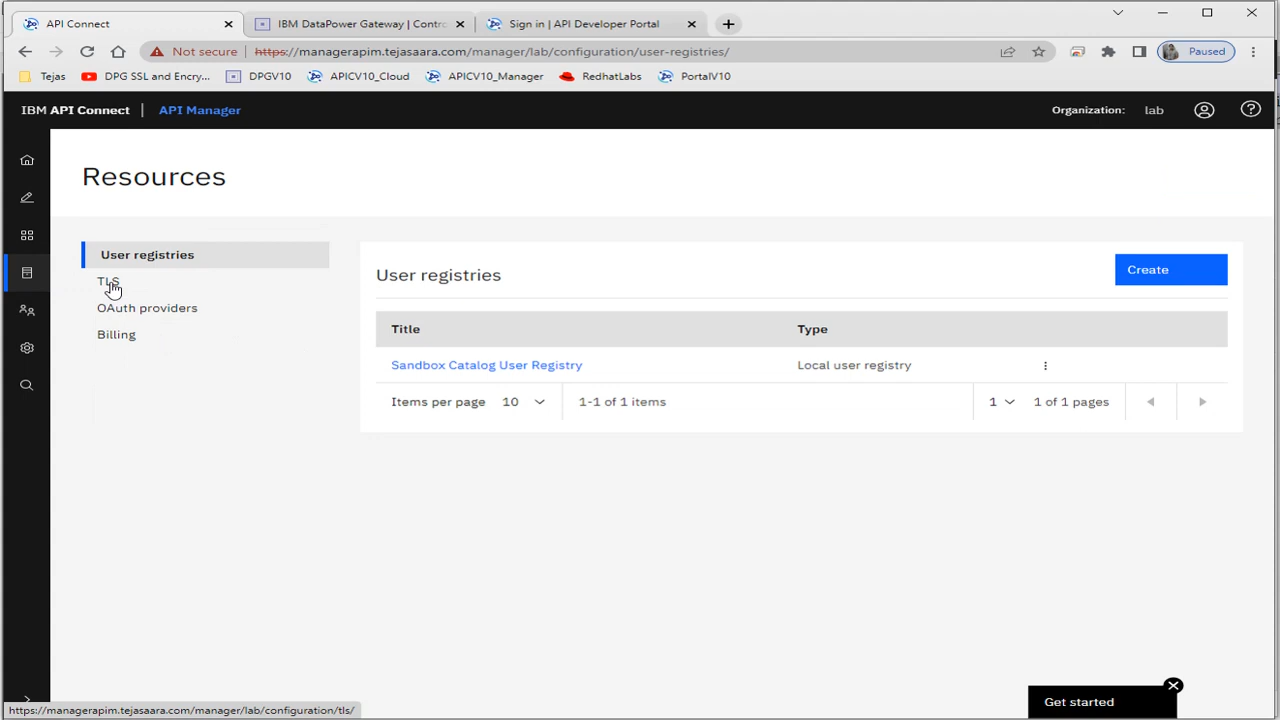 API Connect
IBM DataPower Gateway | Contro
Sign in | API Developer Portal
Not secure
https://managerapim.tejasaara.com/manager/lab/configuration/user-registries/
Paused
Tejas
DPG SSL and Encry...
DPGV10
APICV10_Cloud
APICV10_Manager
RedhatLabs
PortalV10
IBM API Connect | API Manager
Organization: lab
Resources
User registries
TLS
OAuth providers
Billing
User registries
Create
Title Type
Sandbox Catalog User Registry Local user registry
Items per page 10 1-1 of 1 items 1 1 of 1 pages
Get started
https://managerapim.tejasaara.com/manager/lab/configuration/tls/